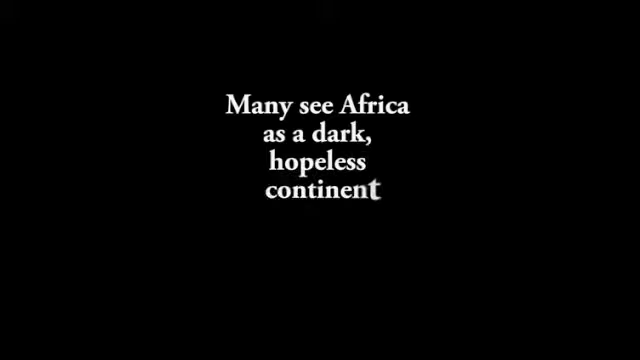 Many see Africa
as a dark,
hopeless
continent